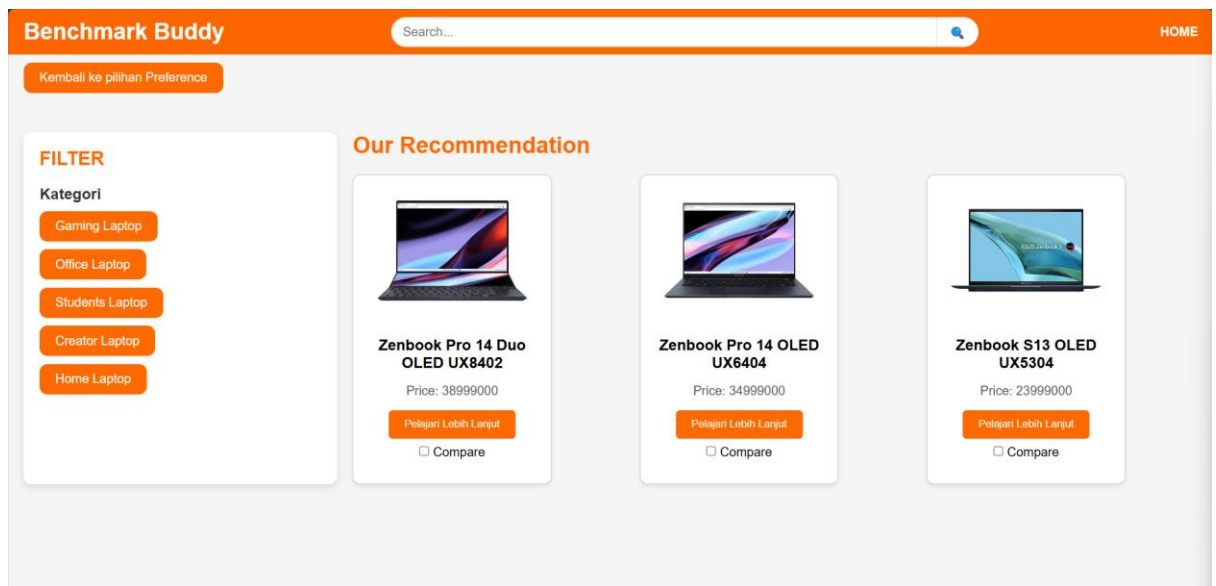 Benchmark Buddy
Search...
HOME
Kembali ke pilihan Preference
FILTER
Kategori
Gaming Laptop
Office Laptop
Students Laptop
Creator Laptop
Home Laptop
Our Recommendation
Zenbook Pro 14 Duo
OLED UX8402
Price: 38999000
Pelajari Lebih Lanjut
Compare
Zenbook Pro 14 OLED
UX6404
Price: 34999000
Pelajari Lebih Lanjut
Compare
Zenbook S13 OLED
UX5304
Price: 23999000
Pelajari Lebih Lanjut
Compare